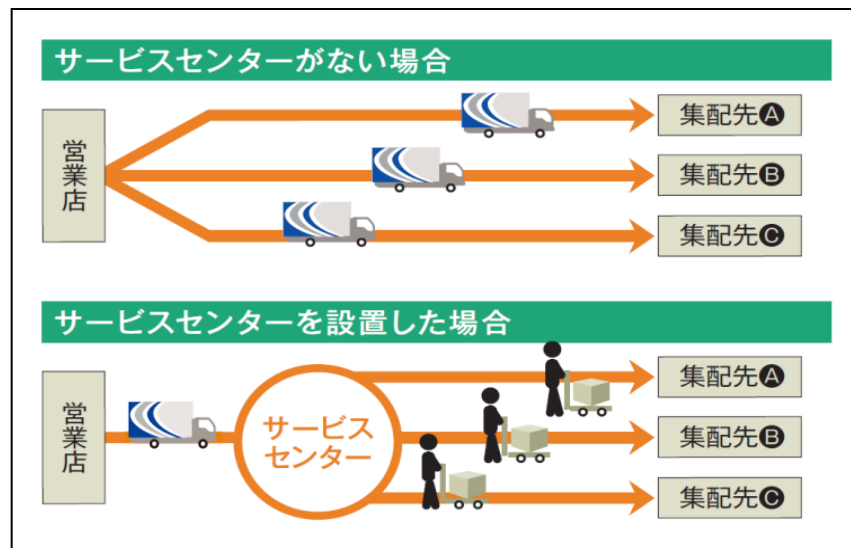 サービスセンターがない場合
営業店
集配先Ⓐ
集配先Ⓑ
集配先Ⓒ
サービスセンターを設置した場合
営業店
サービス
センター
集配先Ⓐ
集配先Ⓑ
集配先Ⓒ